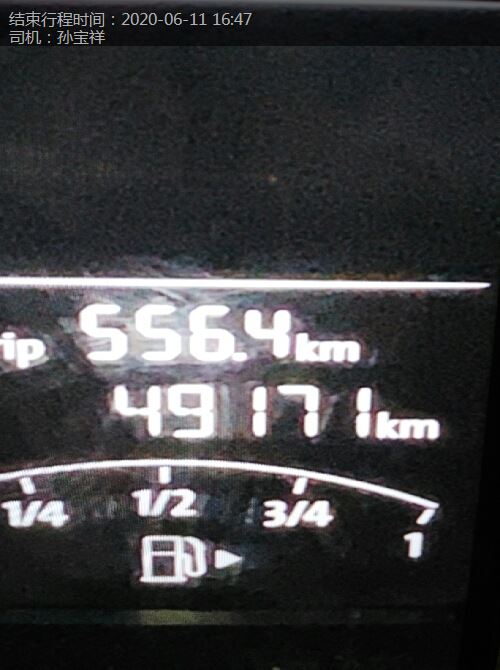 结束行程时间：2020-06-11 16:47
司机：孙宝祥
ip 556.4km
49171km
1/4 1/2 3/4 1